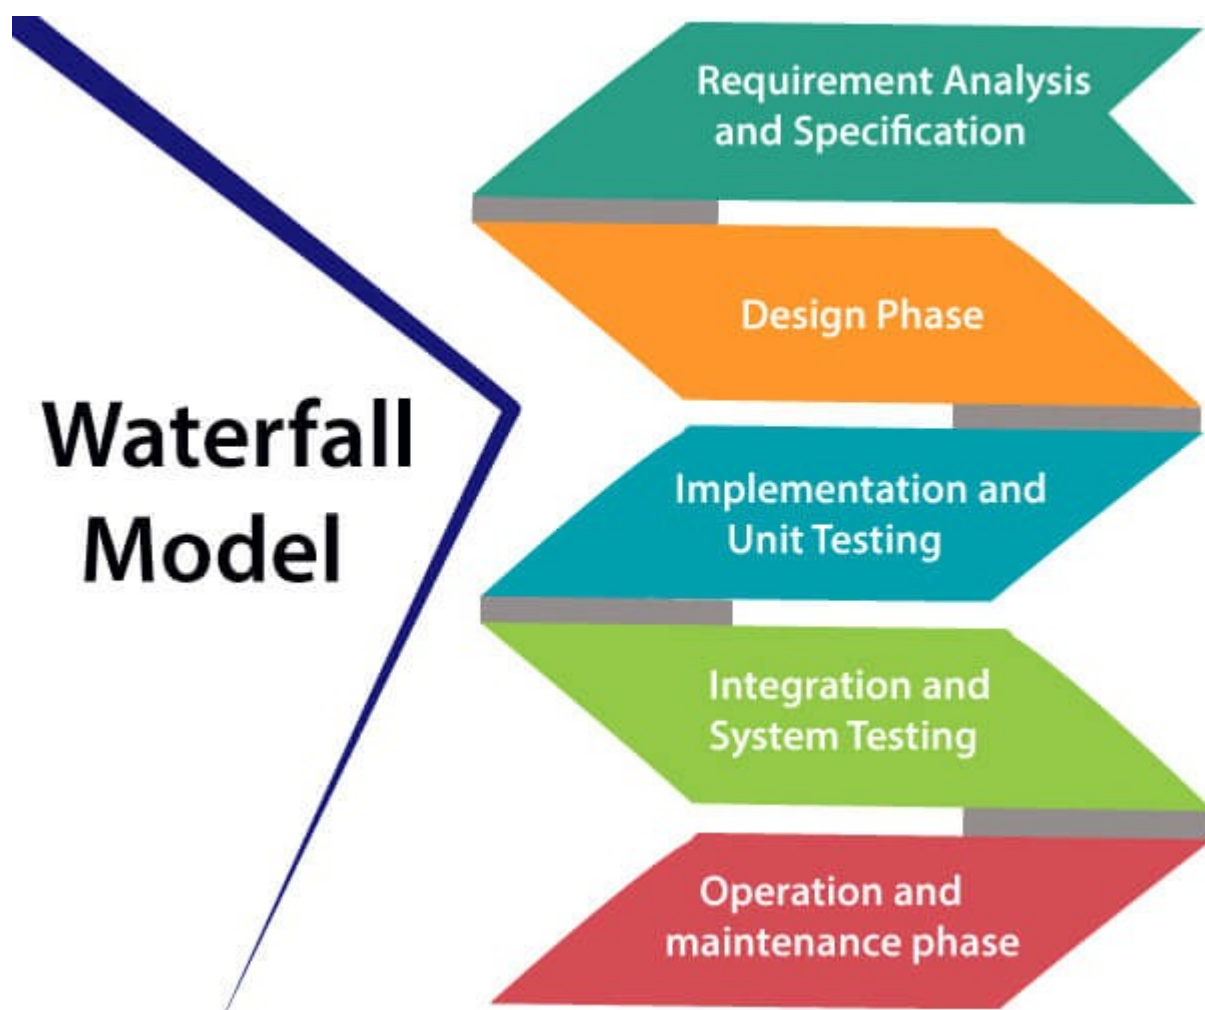 Waterfall
Model
Requirement Analysis
and Specification
Design Phase
Implementation and
Unit Testing
Integration and
System Testing
Operation and
maintenance phase